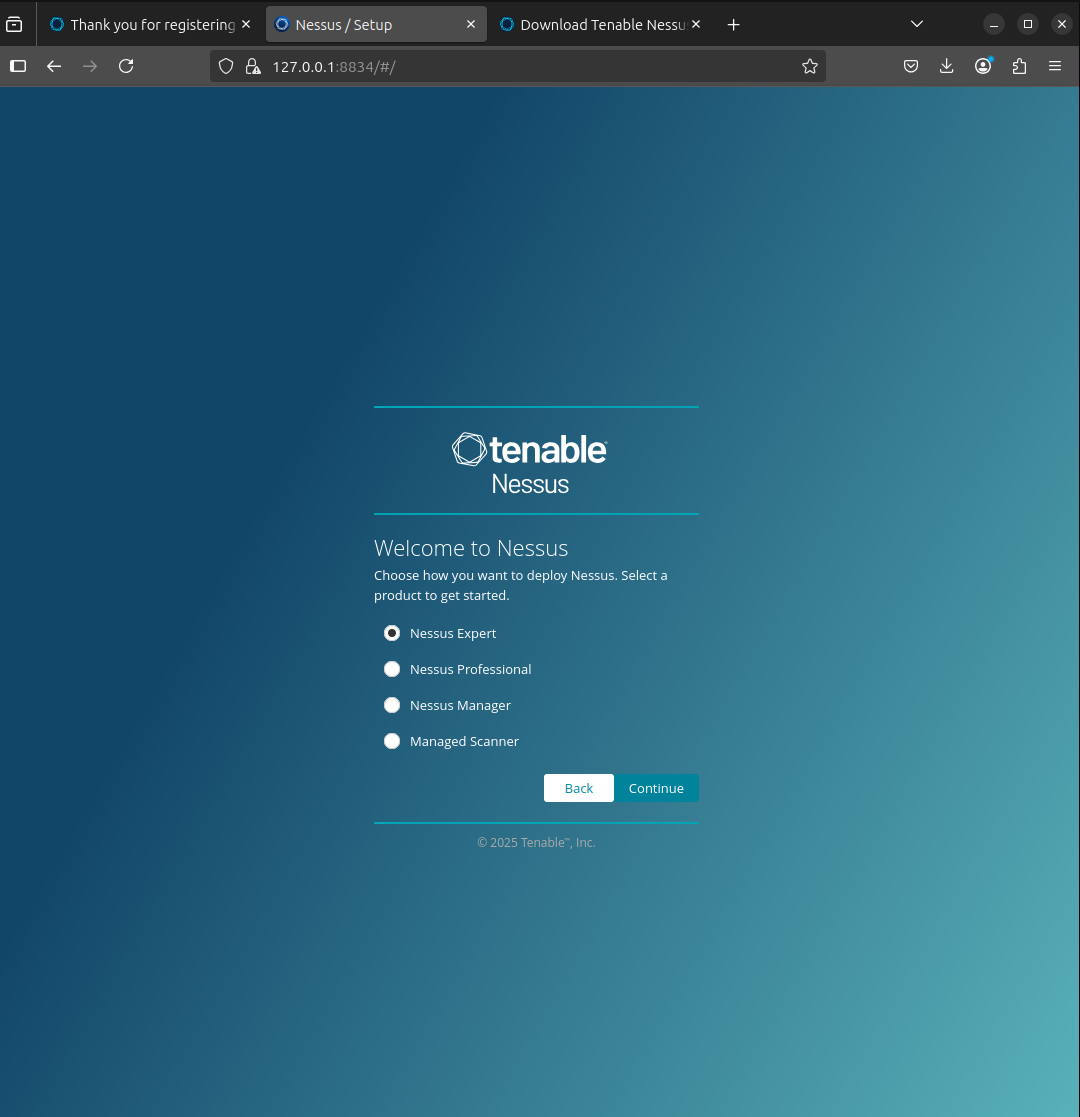 Thank you for registering
Nessus / Setup
Download Tenable Nessu
127.0.0.1:8834/#/
tenable
Nessus
Welcome to Nessus
Choose how you want to deploy Nessus. Select a
product to get started.
Nessus Expert
Nessus Professional
Nessus Manager
Managed Scanner
Back
Continue
© 2025 Tenable™, Inc.